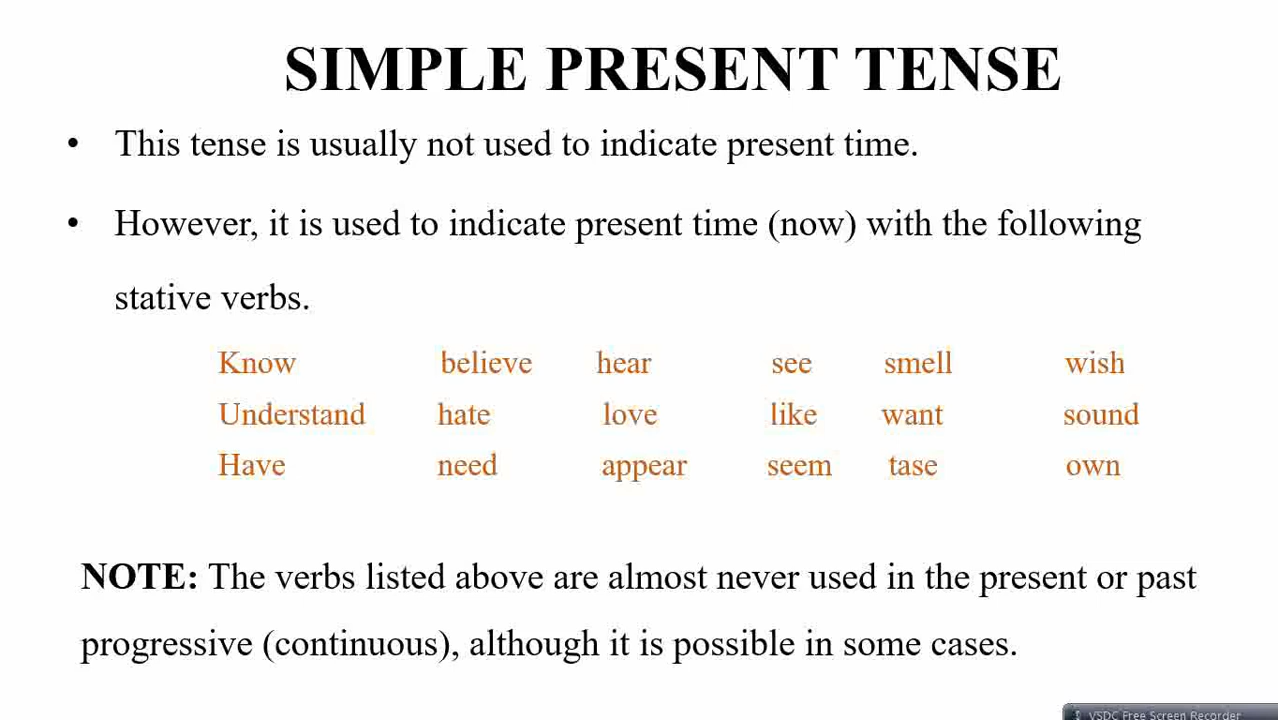 SIMPLE PRESENT TENSE
• This tense is usually not used to indicate present time.
• However, it is used to indicate present time (now) with the following
stative verbs.
Know believe hear see smell wish
Understand hate love like want sound
Have need appear seem tase own
NOTE: The verbs listed above are almost never used in the present or past
progressive (continuous), although it is possible in some cases.
VSDC Free Screen Recorder